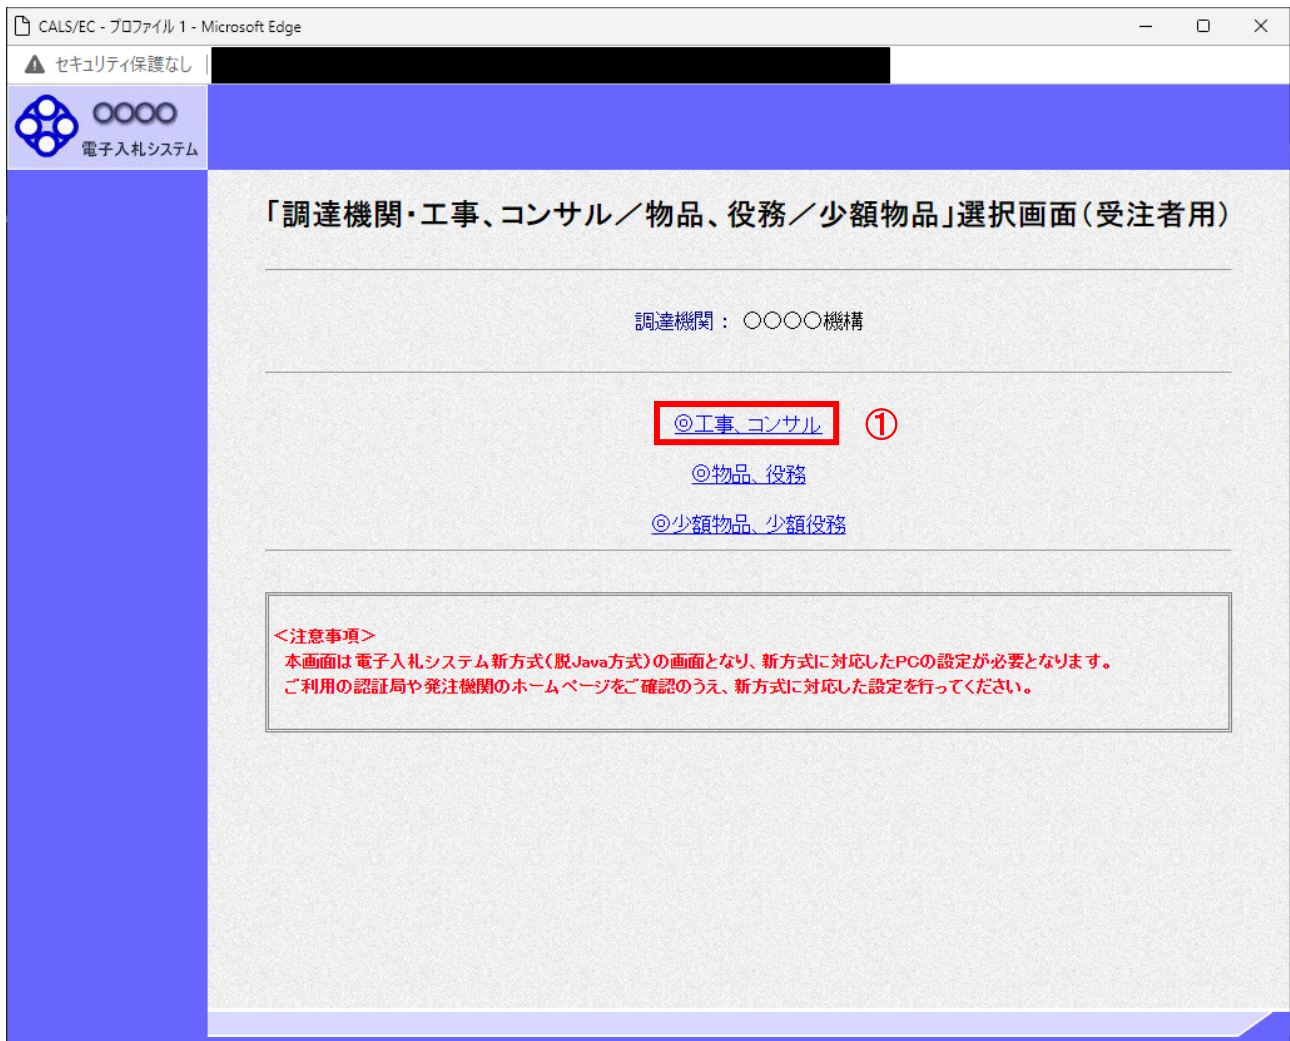 CALS/EC - プロファイル 1 - Microsoft Edge
セキュリティ保護なし
○○○○
電子入札システム
「調達機関・工事、コンサル／物品、役務／少額物品」選択画面（受注者用）
調達機関： ○○○○機構
◎工事、コンサル ①
◎物品、役務
◎少額物品、少額役務
＜注意事項＞
本画面は電子入札システム新方式(脱Java方式)の画面となり、新方式に対応したPCの設定が必要となります。
ご利用の認証局や発注機関のホームページをご確認のうえ、新方式に対応した設定を行ってください。